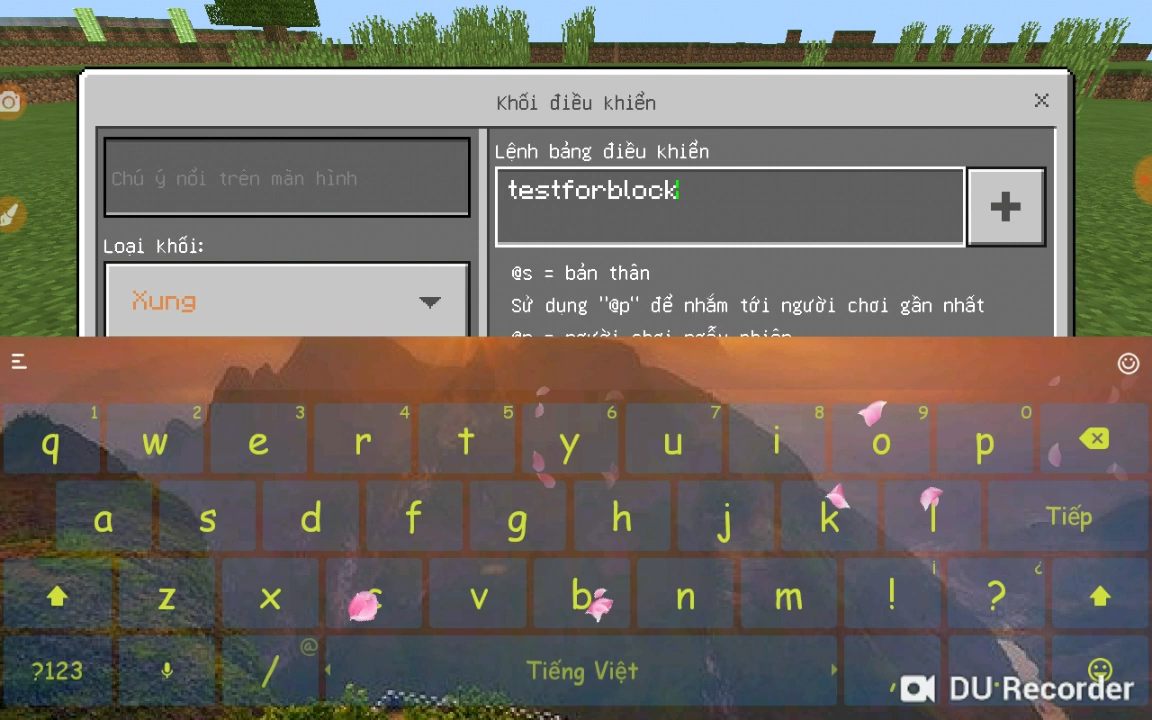 Khối điều khiển
Chú ý nổi trên màn hình
Lệnh bảng điều khiển
testforblock
Loại khối:
Xung
@s = bản thân
Sử dụng "@p" để nhắm tới người chơi gần nhất
1 2 3 4 5 6 7 8 9 0
q w e r t y u i o p
a s d f g h j k l Tiếp
z x c v b n m ! ?
?123 / @ Tiếng Việt ,
DU Recorder